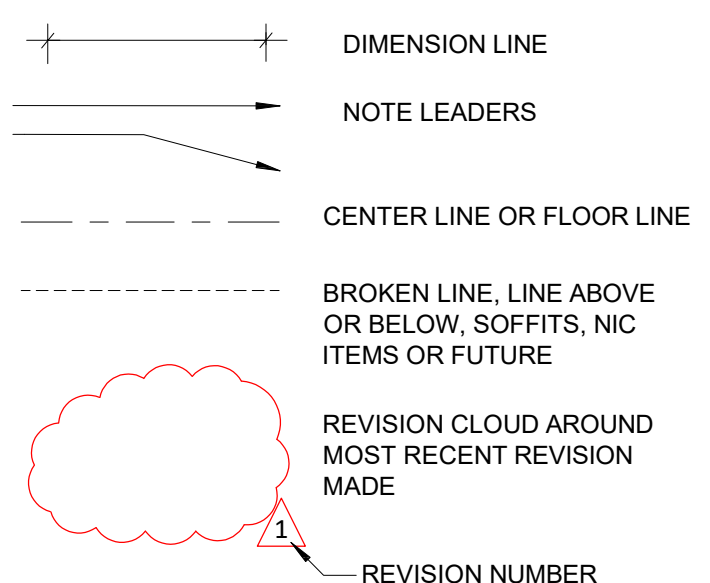 DIMENSION LINE
NOTE LEADERS
CENTER LINE OR FLOOR LINE
BROKEN LINE, LINE ABOVE
OR BELOW, SOFFITS, NIC
ITEMS OR FUTURE
REVISION CLOUD AROUND
MOST RECENT REVISION
MADE
1
REVISION NUMBER